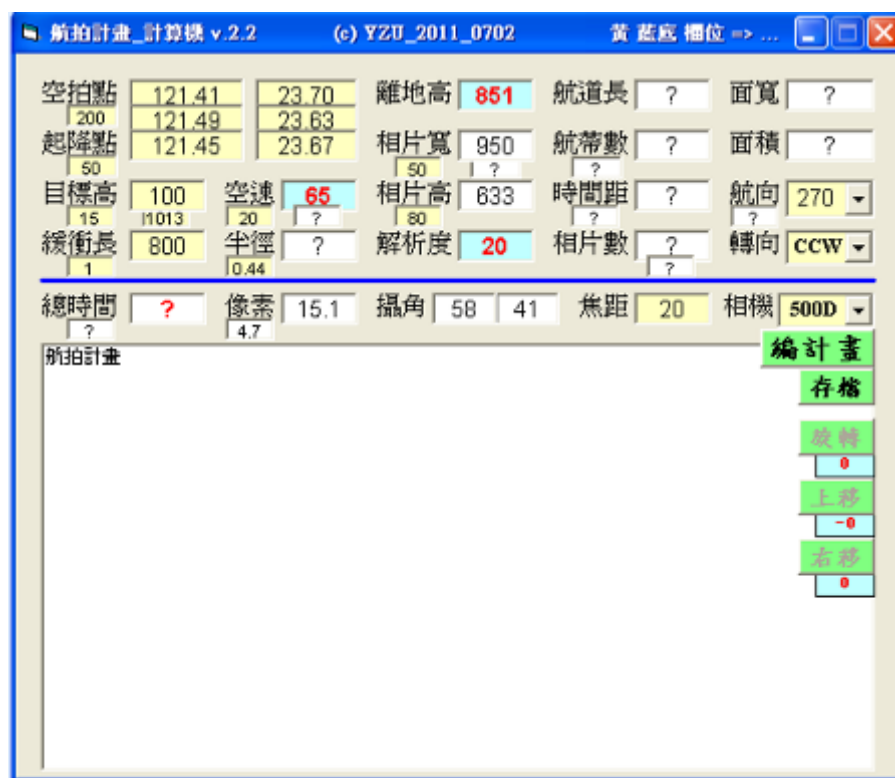 航拍計畫_計算機 v.2.2 (c) YZU_2011_0702 黃 藍底 欄位 => ...
空拍點 121.41 23.70 離地高 851 航道長 ? 面寬 ?
200 121.49 23.63
起降點 121.45 23.67 相片寬 950 航帶數 ? 面積 ?
50 50 ? ?
目標高 100 空速 65 相片高 633 時間距 ? 航向 270
15 1013 20 ? 80 ? ?
緩衝長 800 半徑 ? 解析度 20 相片數 ? 轉向 CCW
1 0.44 ?
總時間 ? 像素 15.1 攝角 58 41 焦距 20 相機 500D
? 4.7
航拍計畫 編計畫
存檔
旋轉
0
上移
-0
右移
0